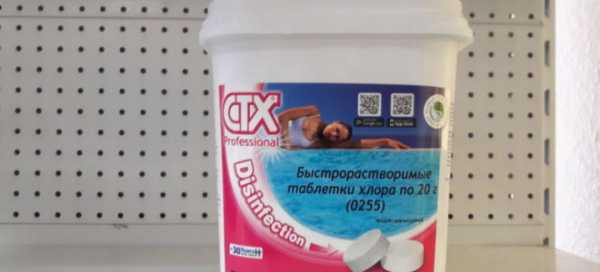 CTX
Professional
Быстрорастворимые
таблетки хлора по 20 г
(0255)
Disinfection